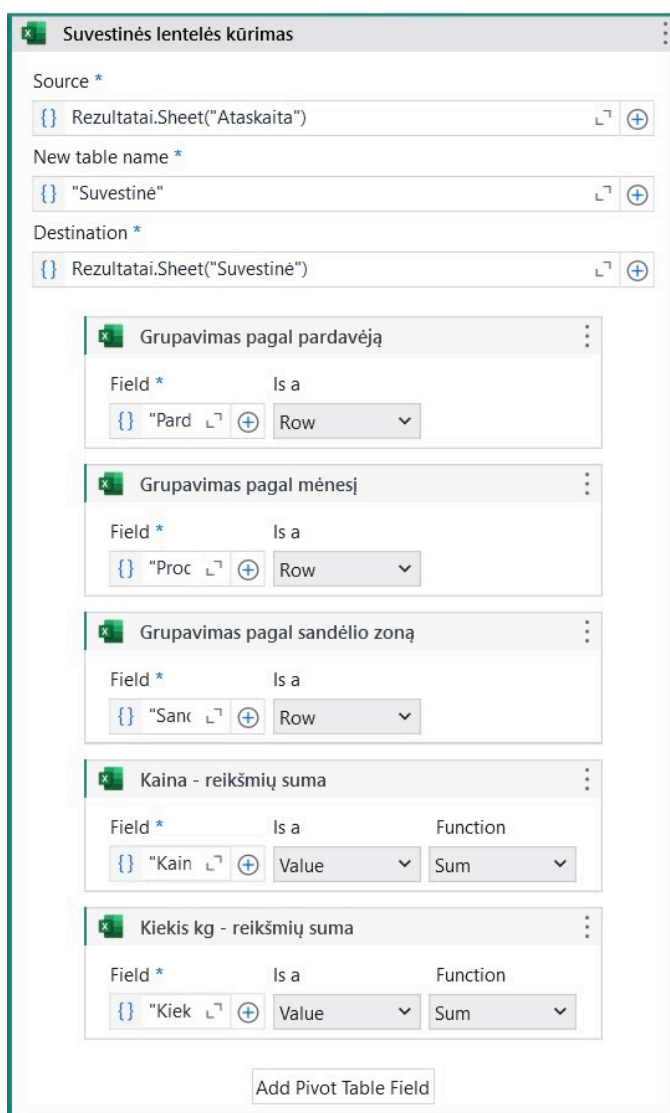 Suvestinės lentelės kūrimas
Source *
{} Rezultatai.Sheet("Ataskaita")
New table name *
{} "Suvestinė"
Destination *
{} Rezultatai.Sheet("Suvestinė")
Grupavimas pagal pardavėją
Field * Is a
{} "Pard Row
Grupavimas pagal mėnesį
Field * Is a
{} "Proc Row
Grupavimas pagal sandėlio zoną
Field * Is a
{} "Sand Row
Kaina - reikšmių suma
Field * Is a Function
{} "Kain Value Sum
Kiekis kg - reikšmių suma
Field * Is a Function
{} "Kiek Value Sum
Add Pivot Table Field